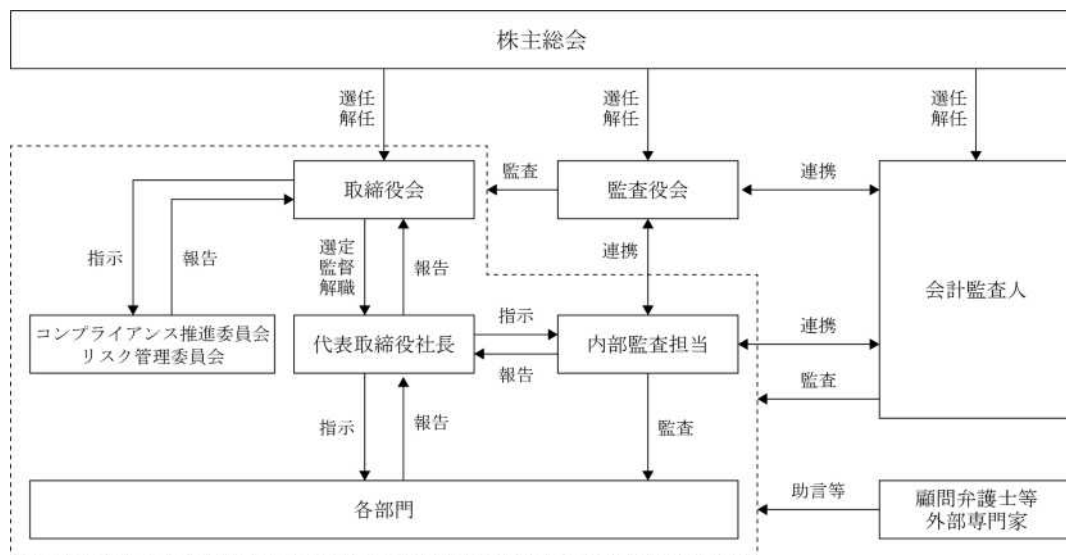 株主総会
選任
解任
選任
解任
選任
解任
取締役会
監査
監査役会
連携
指示
報告
選定
監督
解職
報告
連携
会計監査人
コンプライアンス推進委員会
リスク管理委員会
代表取締役社長
指示
報告
内部監査担当
連携
監査
指示
報告
監査
各部門
助言等
顧問弁護士等
外部専門家